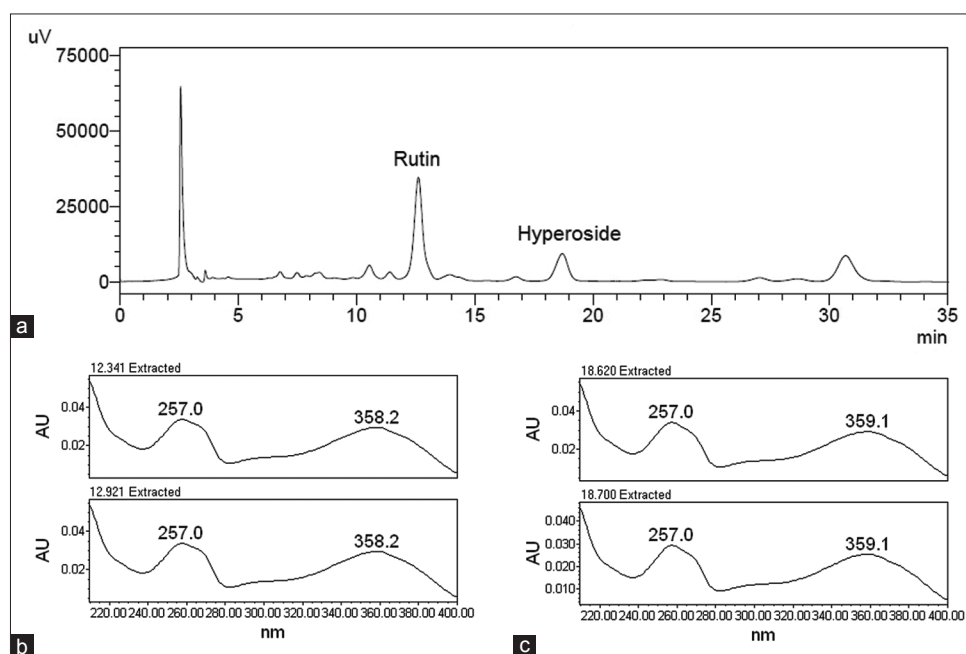 uV
75000
50000
25000
0
Rutin
Hyperoside
0 5 10 15 20 25 30 35
min
a
12.341 Extracted
AU
0.04
0.02
257.0
358.2
12.921 Extracted
AU
0.04
0.02
257.0
358.2
220.00 240.00 260.00 280.00 300.00 320.00 340.00 360.00 380.00 400.00
nm
b
18.620 Extracted
AU
0.04
0.02
257.0
359.1
18.700 Extracted
AU
0.040
0.030
0.020
0.010
257.0
359.1
220.00 240.00 260.00 280.00 300.00 320.00 340.00 360.00 380.00 400.00
nm
c